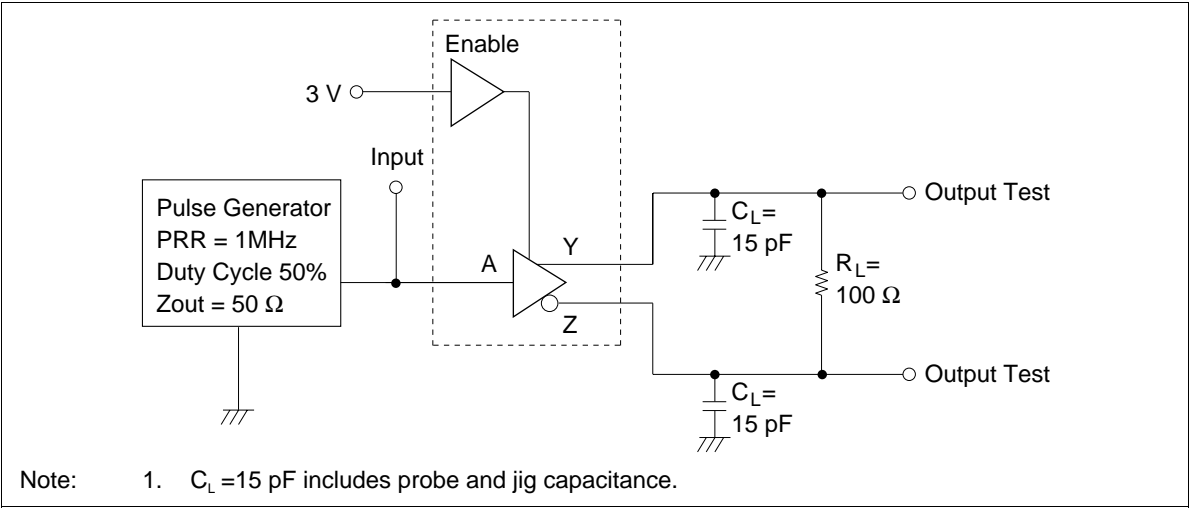 Enable
3 V
Input
Pulse Generator
PRR = 1MHz
Duty Cycle 50%
Zout = 50 Ω
A
Y
Z
C_L=
15 pF
R_L=
100 Ω
Output Test
C_L=
15 pF
Output Test
Note: 1. C_L =15 pF includes probe and jig capacitance.